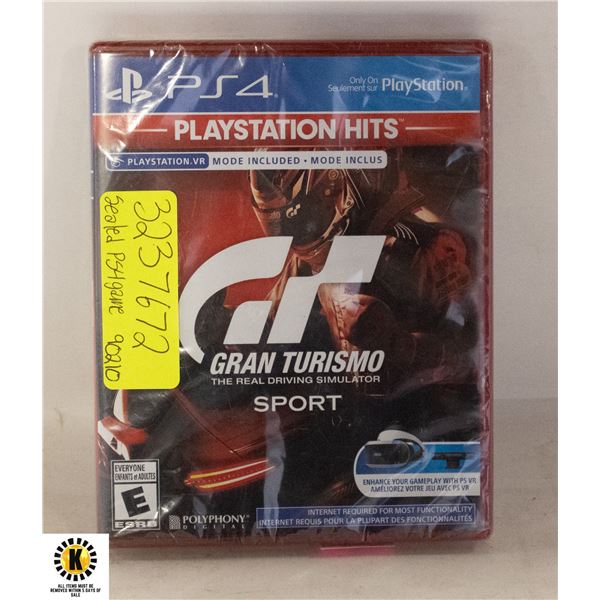 PS4
Only On
Seulement sur
PlayStation
PLAYSTATION HITS
PLAYSTATION.VR MODE INCLUDED • MODE INCLUS
3237672
Sealed PS4 game 90210
GT
GRAN TURISMO
THE REAL DRIVING SIMULATOR
SPORT
EVERYONE
ENFANTS et ADULTES
E
ESRB
POLYPHONY
DIGITAL
ENHANCE YOUR GAMEPLAY WITH PS VR
AMÉLIOREZ VOTRE JEU AVEC PS VR
INTERNET REQUIRED FOR MOST FUNCTIONALITY
INTERNET REQUIS POUR LA PLUPART DES FONCTIONNALITÉS
K
ALL ITEMS MUST BE
REMOVED WITHIN 5 DAYS OF
SALE